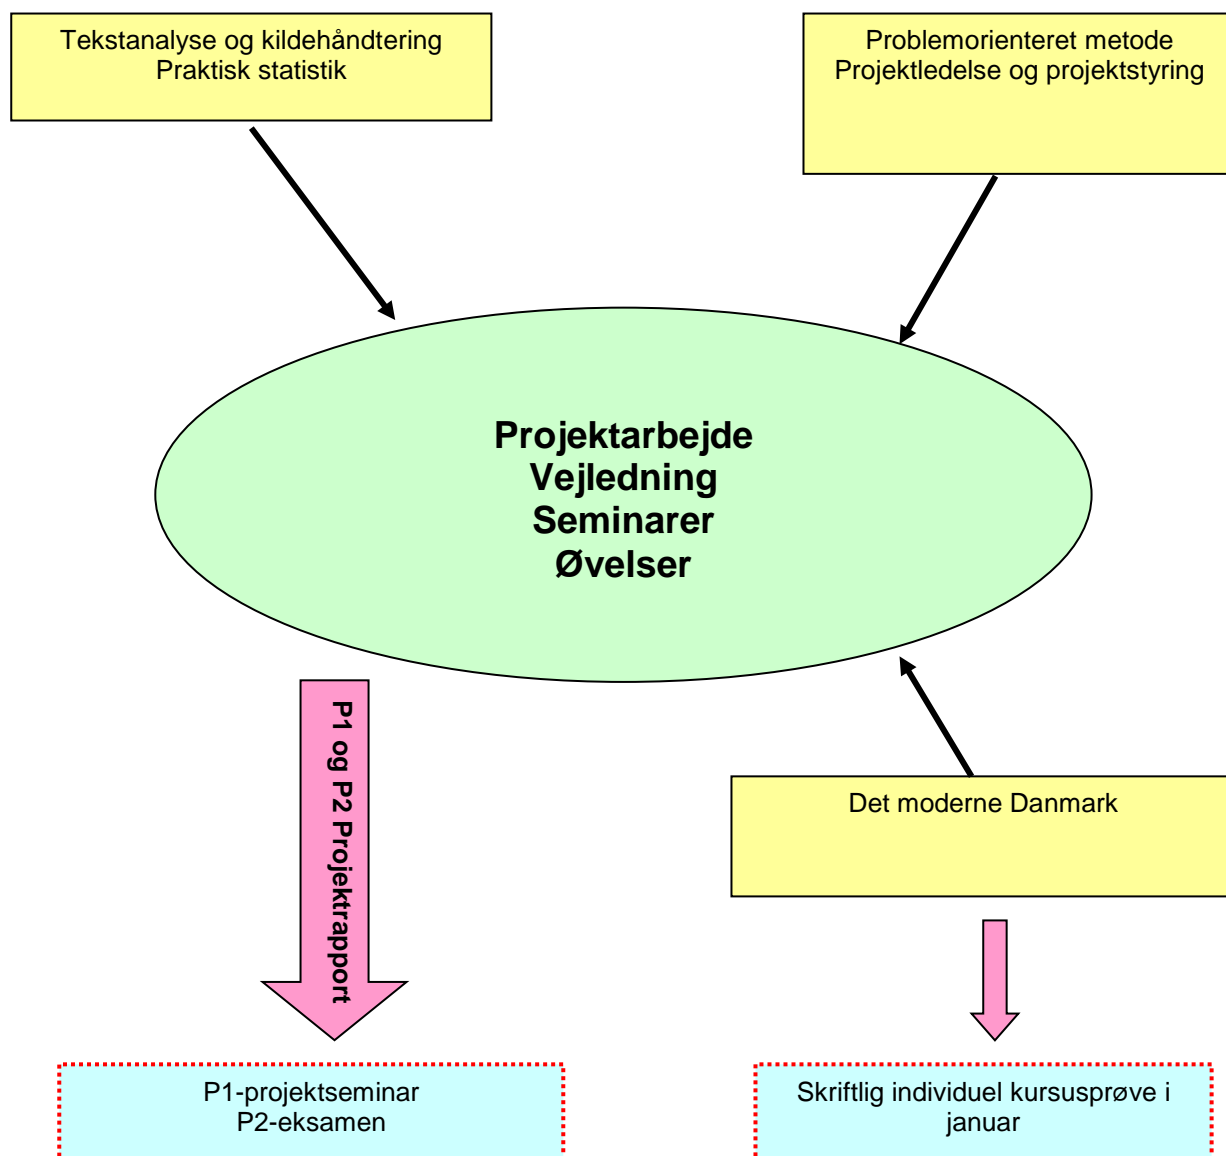 Tekstanalyse og kildehåndtering
Praktisk statistik
Problemorienteret metode
Projektledelse og projektstyring
Projektarbejde
Vejledning
Seminarer
Øvelser
P1 og P2 Projektrapport
Det moderne Danmark
P1-projektseminar
P2-eksamen
Skriftlig individuel kursusprøve i
januar